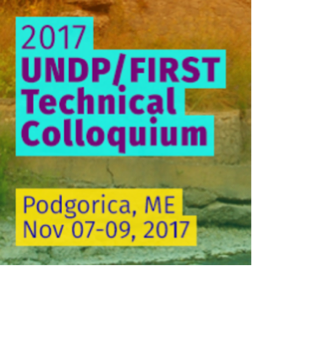 2017
UNDP/FIRST
Technical
Colloquium
Podgorica, ME
Nov 07-09, 2017